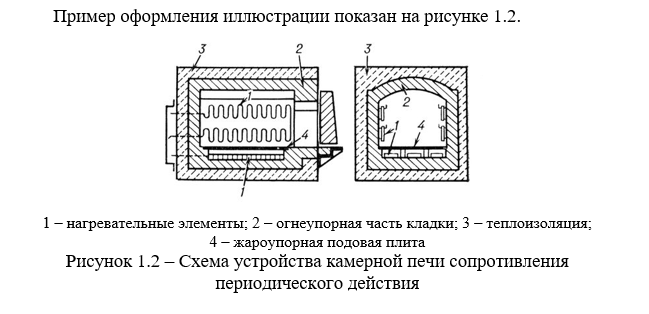 Пример оформления иллюстрации показан на рисунке 1.2.
3 2 3
1 2
1 4
4
1
1 – нагревательные элементы; 2 – огнеупорная часть кладки; 3 – теплоизоляция;
4 – жароупорная подовая плита
Рисунок 1.2 – Схема устройства камерной печи сопротивления
периодического действия